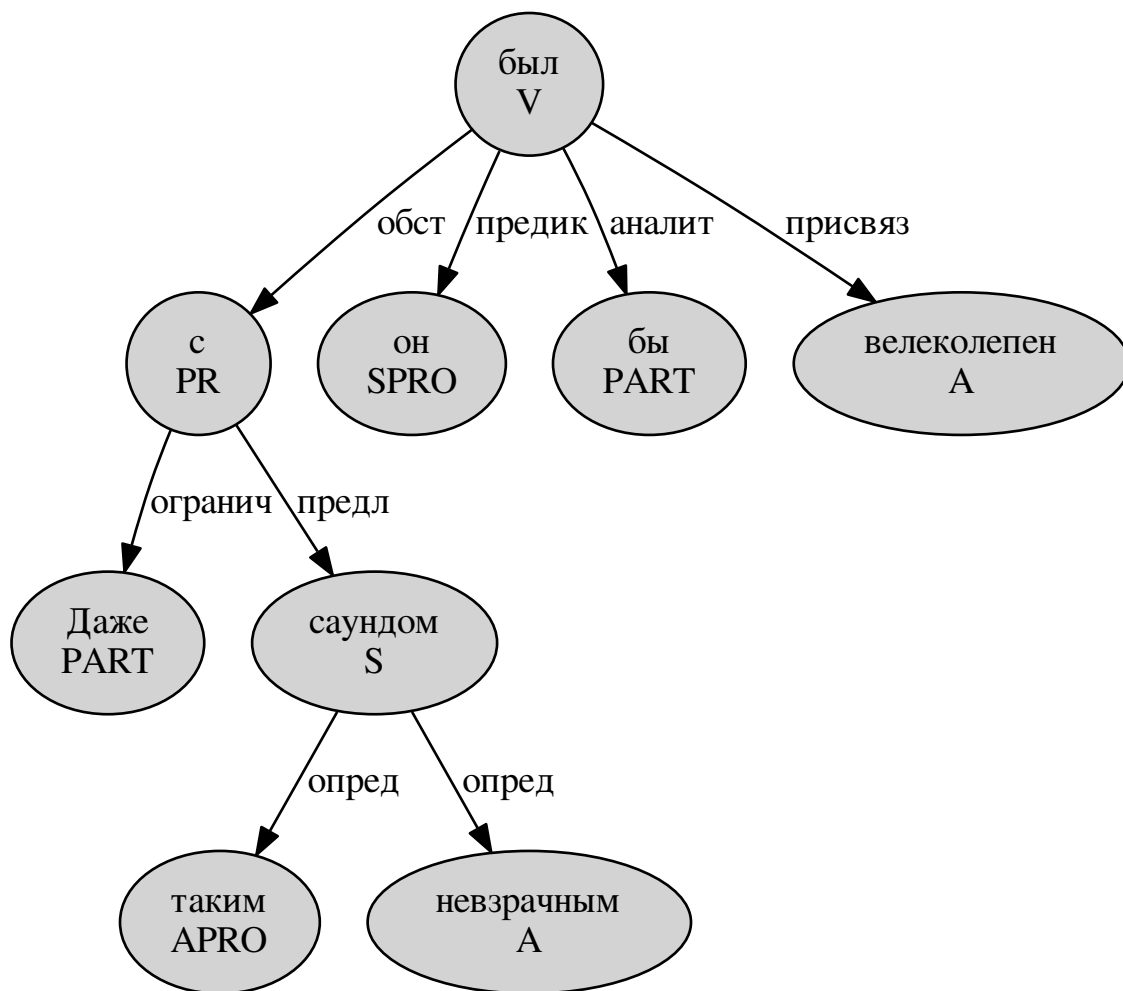 был
V
обст
предик
аналит
присвяз
с
PR
он
SPRO
бы
PART
велеколепен
A
огранич
предл
Даже
PART
саундом
S
опред
опред
таким
APRO
невзрачным
A